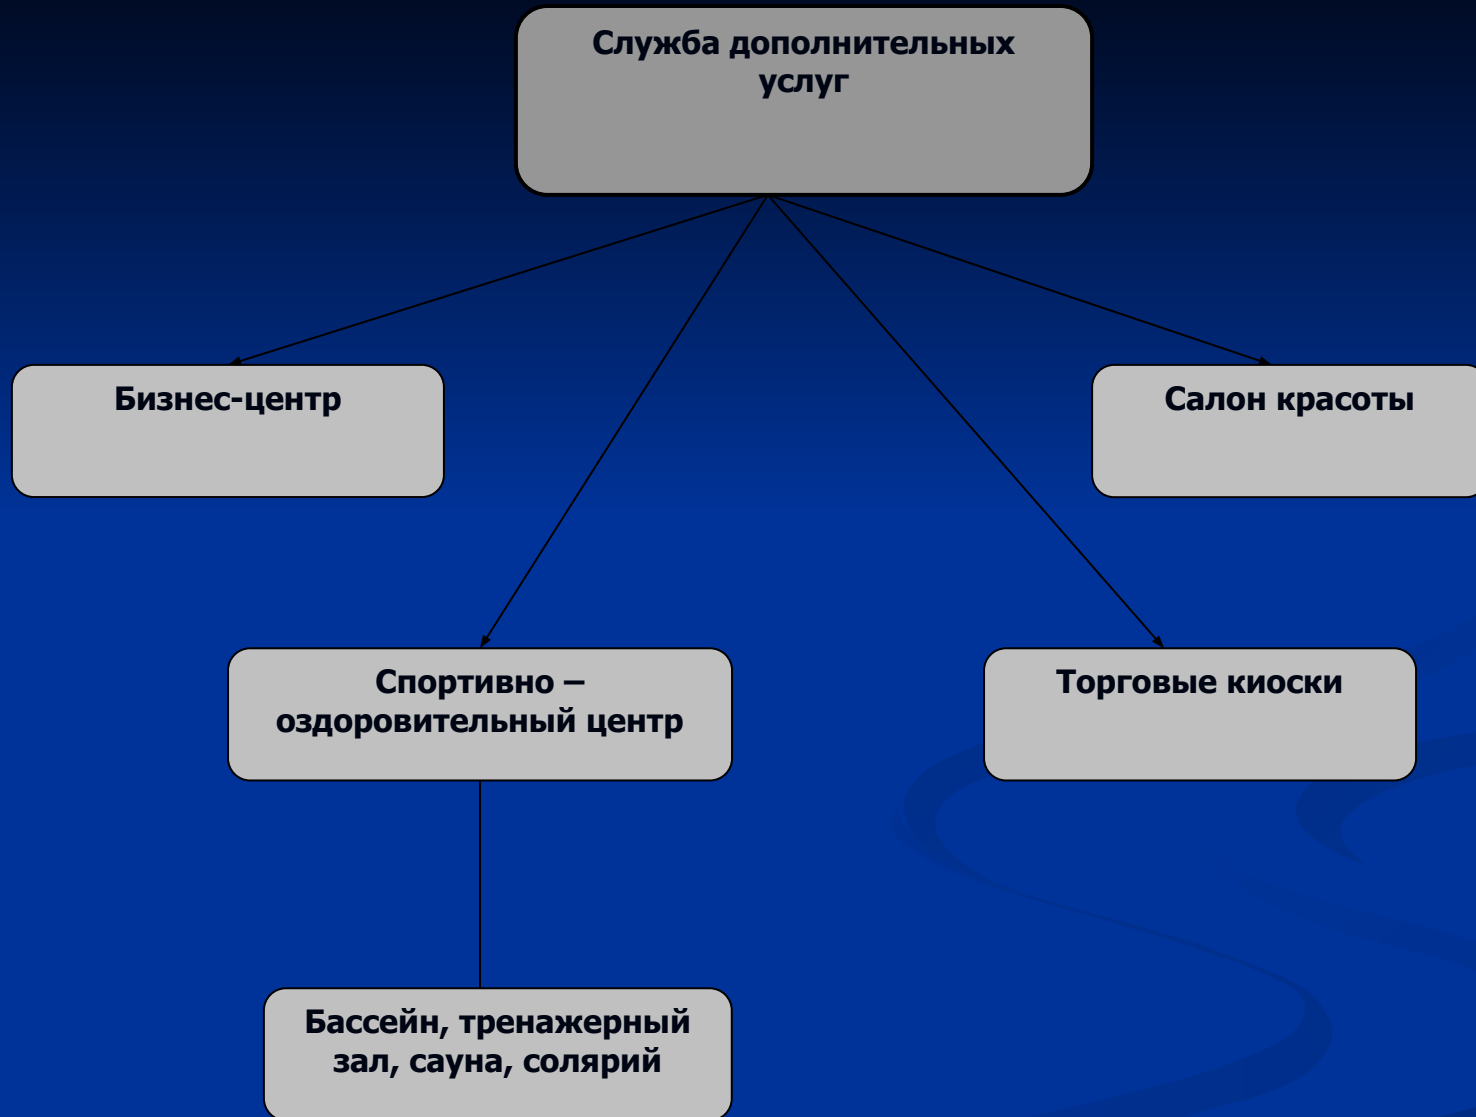 Служба дополнительных
услуг
Бизнес-центр
Салон красоты
Спортивно –
оздоровительный центр
Торговые киоски
Бассейн, тренажерный
зал, сауна, солярий